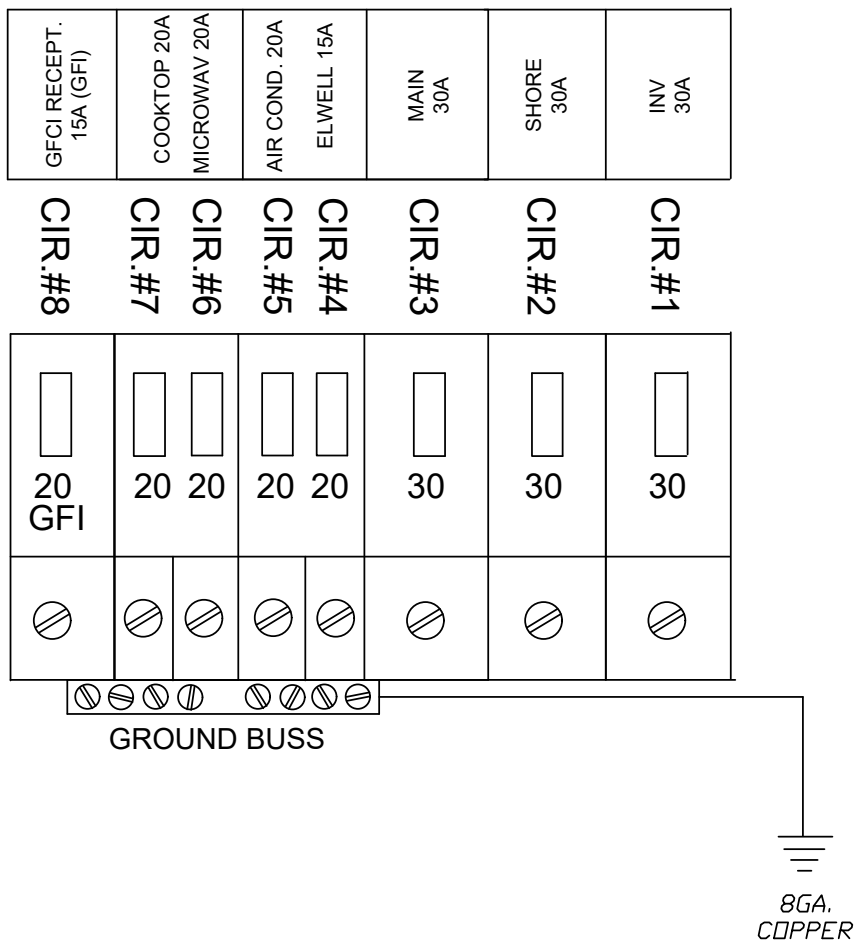 GFCI RECEPT.
15A (GFI)
COOKTOP 20A
MICROWAV 20A
AIR COND. 20A
ELWELL 15A
MAIN
30A
SHORE
30A
INV
30A
CIR.#8
CIR.#7
CIR.#6
CIR.#5
CIR.#4
CIR.#3
CIR.#2
CIR.#1
20
GFI
20 20
20 20
30
30
30
GROUND BUSS
8GA.
COPPER